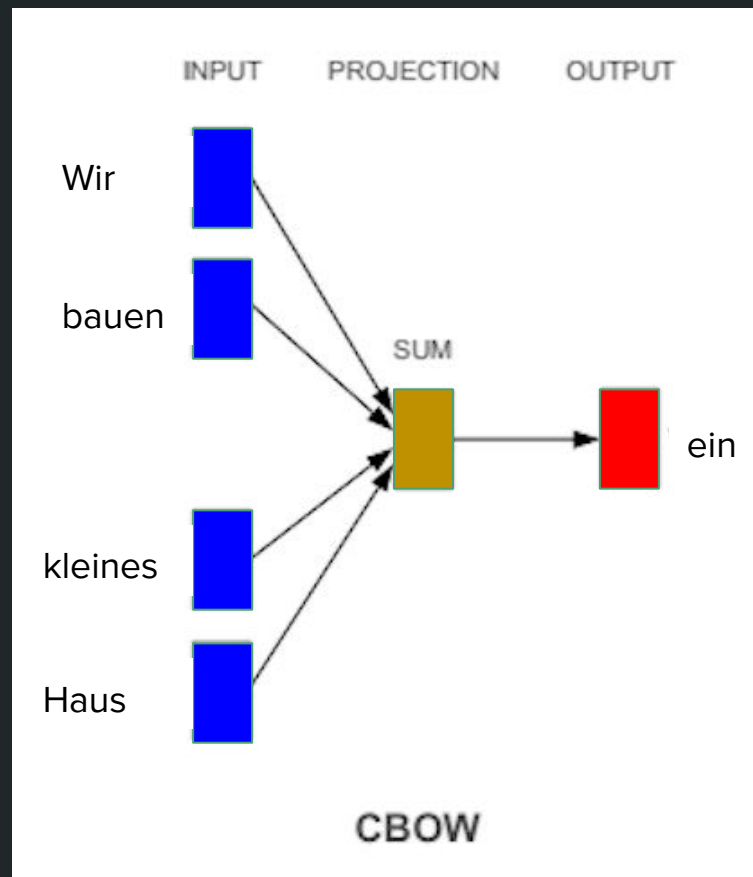 INPUT PROJECTION OUTPUT
Wir
bauen
SUM
ein
kleines
Haus
CBOW